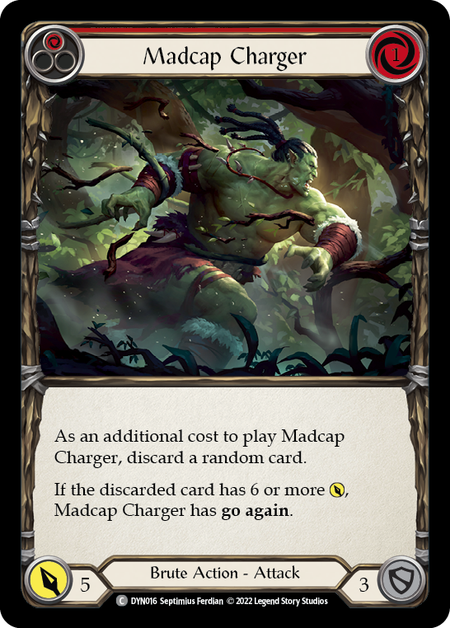 Madcap Charger
1
As an additional cost to play Madcap
Charger, discard a random card.
If the discarded card has 6 or more ,
Madcap Charger has go again.
5
Brute Action - Attack
3
C DYN016 Septimius Ferdian © 2022 Legend Story Studios